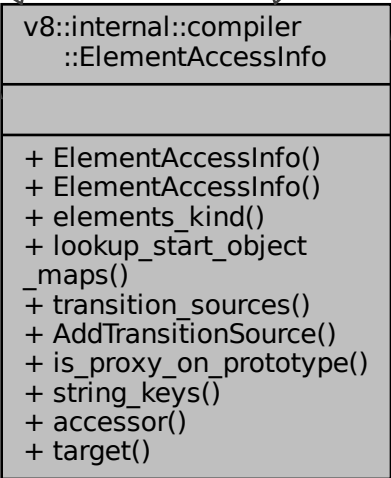 v8::internal::compiler
::ElementAccessInfo
+ ElementAccessInfo()
+ ElementAccessInfo()
+ elements_kind()
+ lookup_start_object
_maps()
+ transition_sources()
+ AddTransitionSource()
+ is_proxy_on_prototype()
+ string_keys()
+ accessor()
+ target()